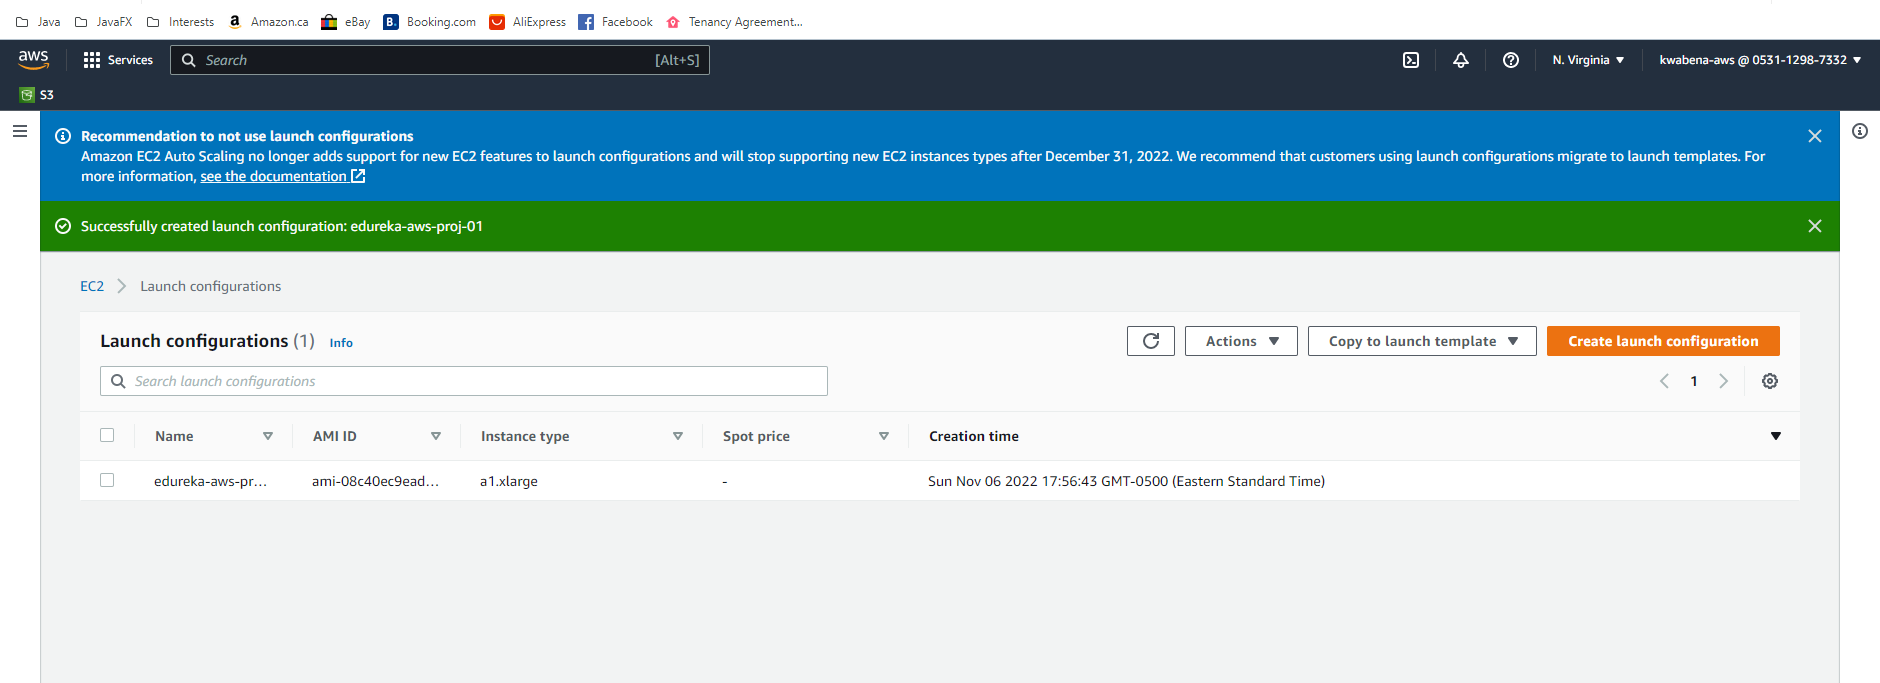 Java JavaFX Interests Amazon.ca eBay Booking.com AliExpress Facebook Tenancy Agreement...
aws Services Search [Alt+S] N. Virginia kwabena-aws @ 0531-1298-7332
S3
Recommendation to not use launch configurations
Amazon EC2 Auto Scaling no longer adds support for new EC2 features to launch configurations and will stop supporting new EC2 instances types after December 31, 2022. We recommend that customers using launch configurations migrate to launch templates. For
more information, see the documentation
Successfully created launch configuration: edureka-aws-proj-01
EC2 Launch configurations
Launch configurations (1) Info Actions Copy to launch template Create launch configuration
Search launch configurations 1
Name AMI ID Instance type Spot price Creation time
edureka-aws-pr... ami-08c40ec9ead... a1.xlarge - Sun Nov 06 2022 17:56:43 GMT-0500 (Eastern Standard Time)